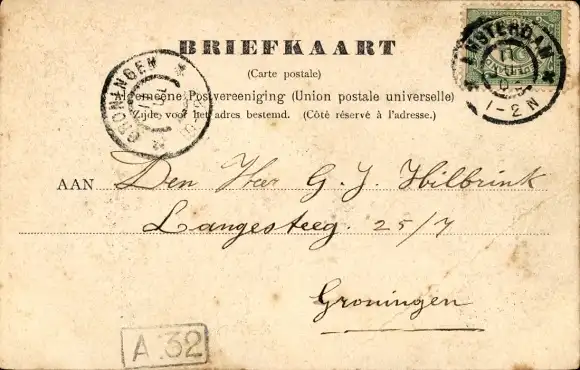 BRIEFKAART
(Carte postale)
Algemeene Postvereeniging (Union postale universelle)
Zijde voor het adres bestemd. (Côté réservé à l'adresse.)
AMSTERDAM
1-2 N
GRONINGEN
AAN Den Heer G. J. Hilbrink
Langesteeg. 25/7
Groningen
A.32